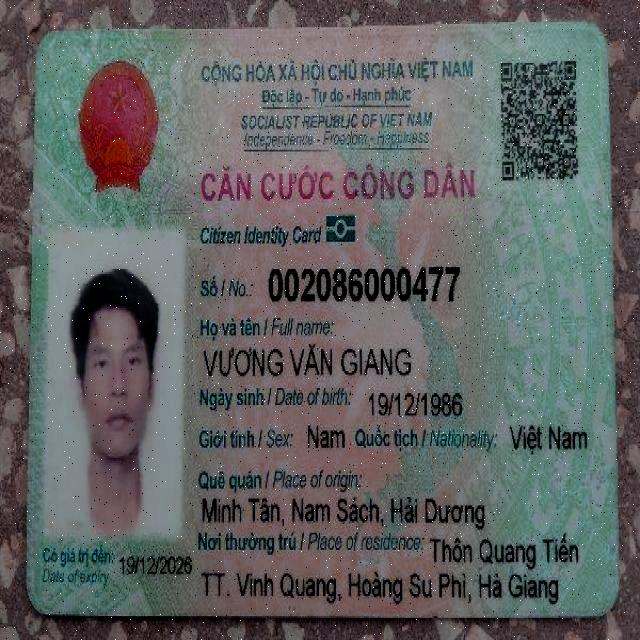 CỘNG HÒA XÃ HỘI CHỦ NGHĨA VIỆT NAM
Độc lập - Tự do - Hạnh phúc
SOCIALIST REPUBLIC OF VIET NAM
Independence - Freedom - Happiness
CĂN CƯỚC CÔNG DÂN
Citizen Identity Card
Số / No.: 002086000477
Họ và tên / Full name:
VƯƠNG VĂN GIANG
Ngày sinh / Date of birth: 19/12/1986
Giới tính / Sex: Nam Quốc tịch / Nationality: Việt Nam
Quê quán / Place of origin:
Minh Tân, Nam Sách, Hải Dương
Nơi thường trú / Place of residence: Thôn Quang Tiến
TT. Vinh Quang, Hoàng Su Phì, Hà Giang
Có giá trị đến: 19/12/2026
Date of expiry